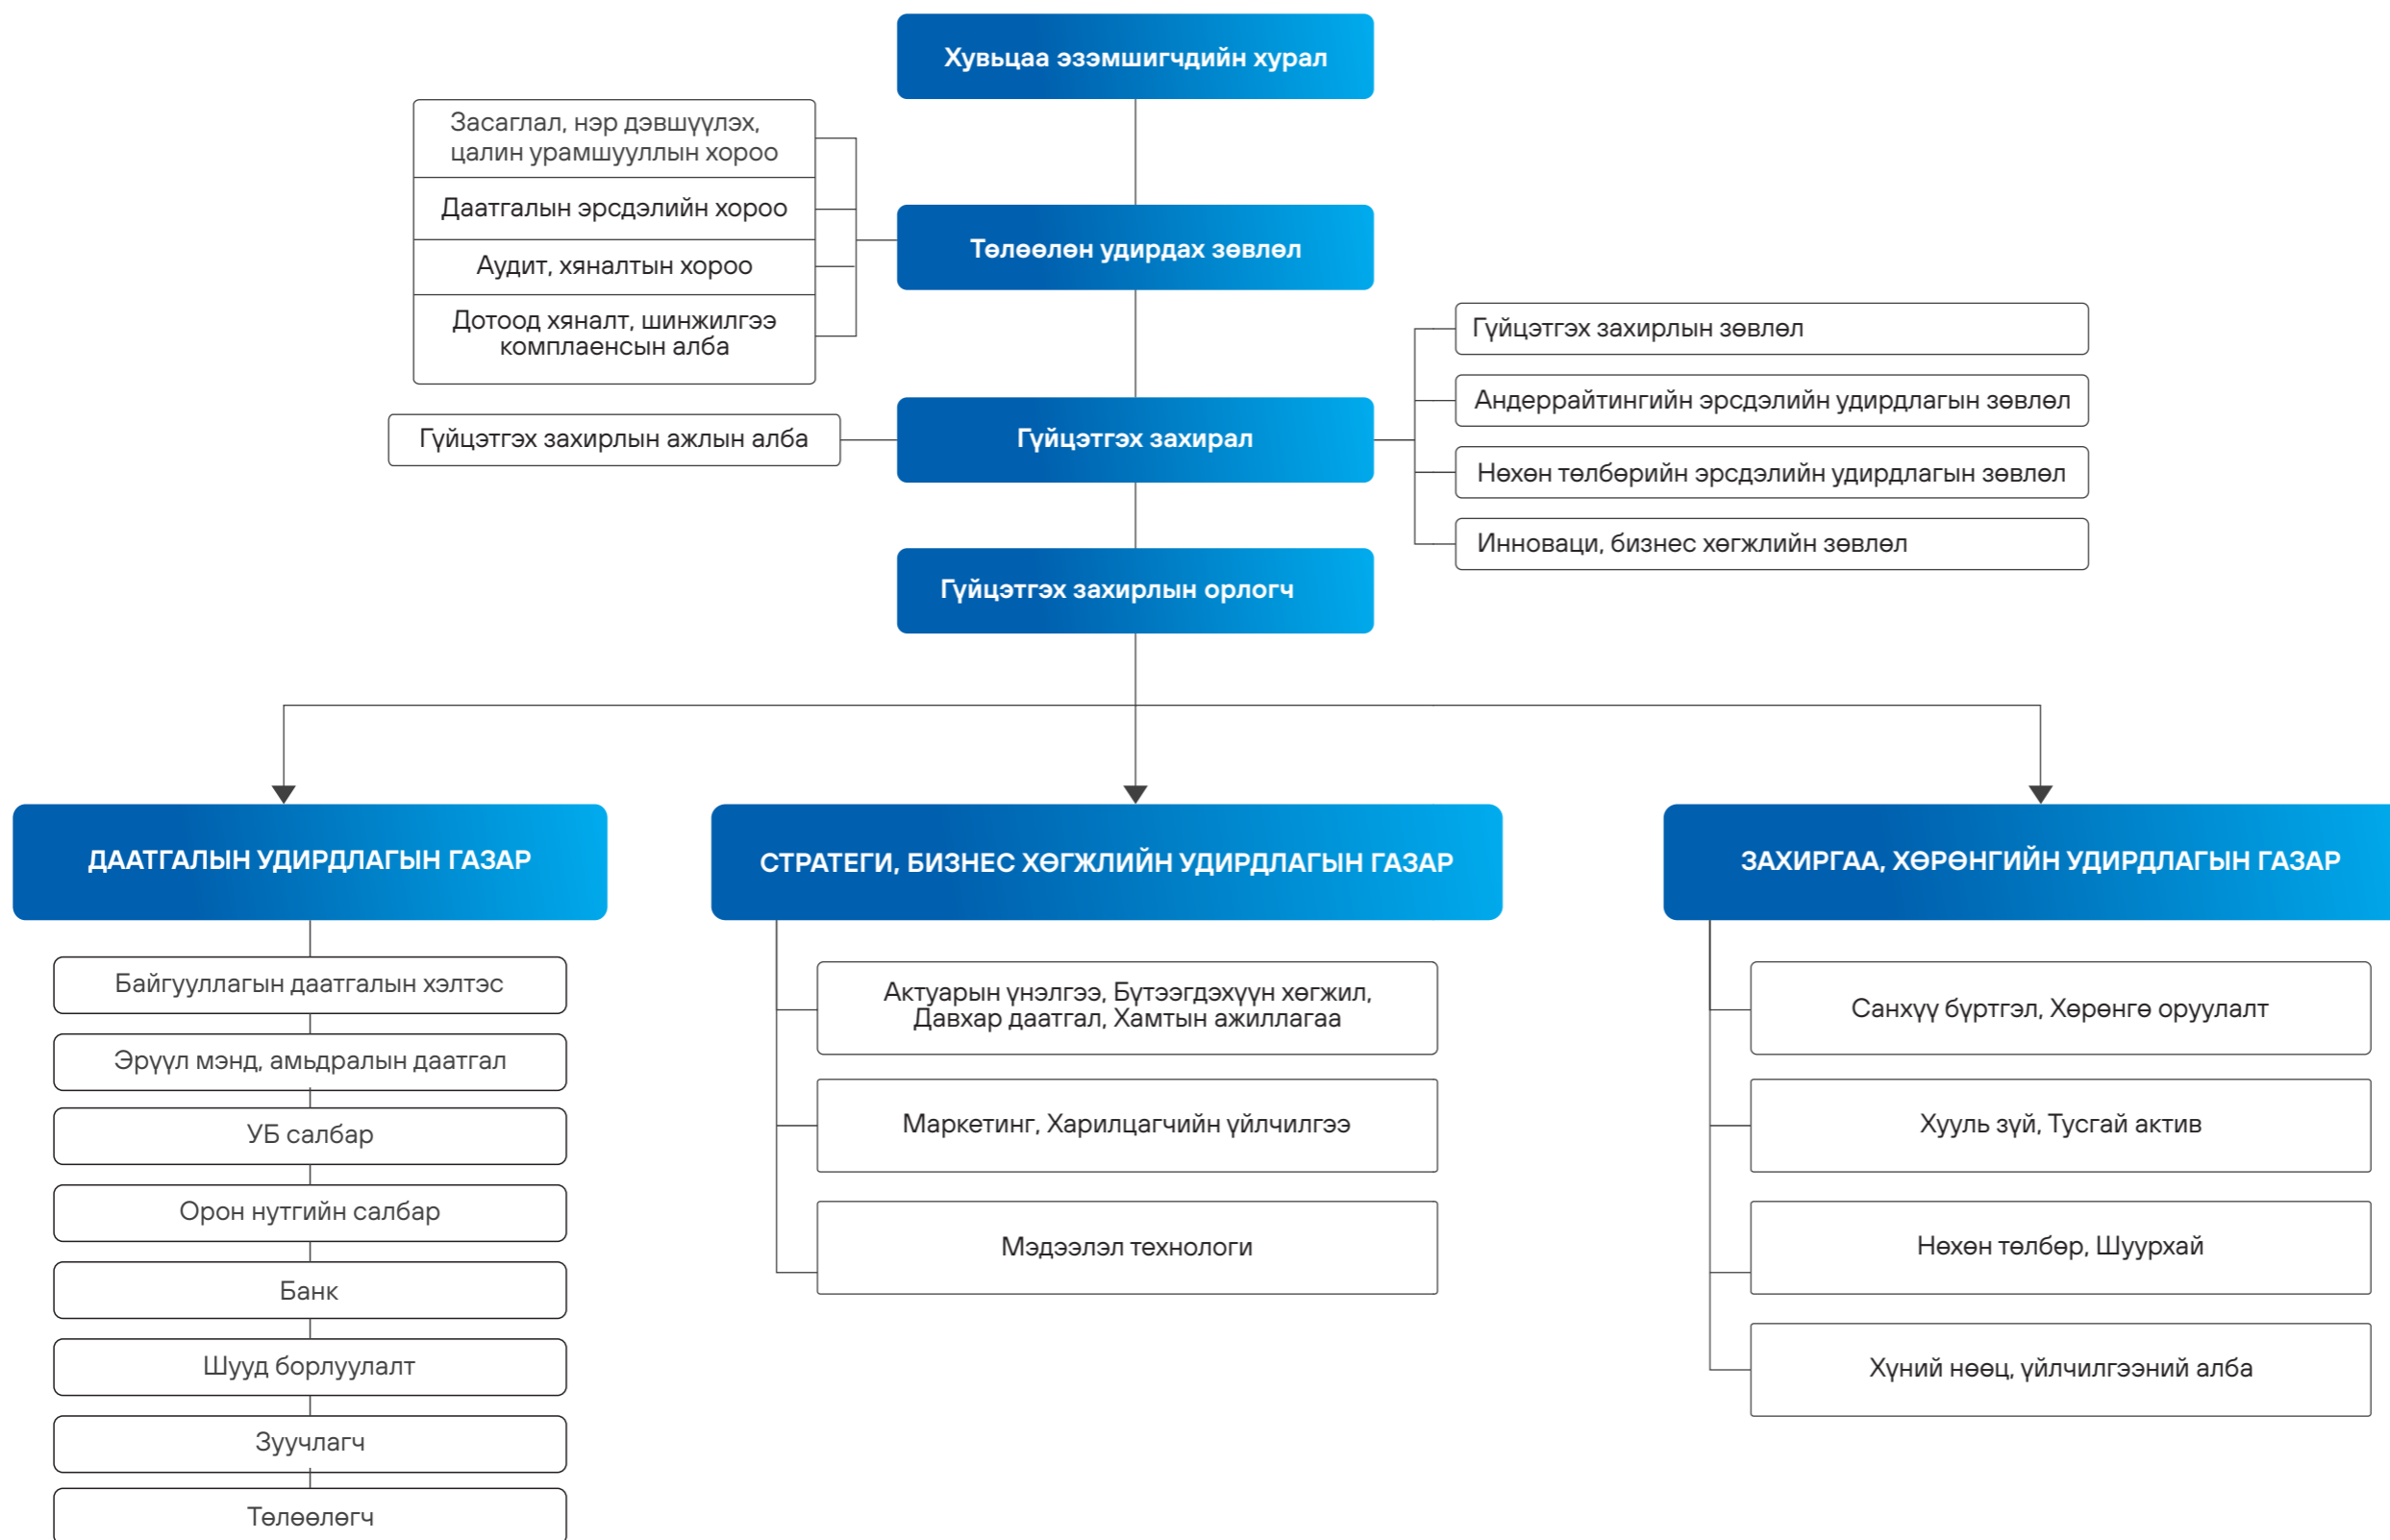 Хувьцаа эзэмшигчдийн хурал
Засаглал, нэр дэвшүүлэх,
цалин урамшууллын хороо
Даатгалын эрсдэлийн хороо
Аудит, хяналтын хороо
Дотоод хяналт, шинжилгээ
комплаенсын алба
Төлөөлөн удирдах зөвлөл
Гүйцэтгэх захирлын ажлын алба
Гүйцэтгэх захирал
Гүйцэтгэх захирлын зөвлөл
Андеррайтингийн эрсдэлийн удирдлагын зөвлөл
Нөхөн төлбөрийн эрсдэлийн удирдлагын зөвлөл
Инноваци, бизнес хөгжлийн зөвлөл
Гүйцэтгэх захирлын орлогч
ДААТГАЛЫН УДИРДЛАГЫН ГАЗАР
Байгууллагын даатгалын хэлтэс
Эрүүл мэнд, амьдралын даатгал
УБ салбар
Орон нутгийн салбар
Банк
Шууд борлуулалт
Зуучлагч
Төлөөлөгч
СТРАТЕГИ, БИЗНЕС ХӨГЖЛИЙН УДИРДЛАГЫН ГАЗАР
Актуарын үнэлгээ, Бүтээгдэхүүн хөгжил,
Давхар даатгал, Хамтын ажиллагаа
Маркетинг, Харилцагчийн үйлчилгээ
Мэдээлэл технологи
ЗАХИРГАА, ХӨРӨНГИЙН УДИРДЛАГЫН ГАЗАР
Санхүү бүртгэл, Хөрөнгө оруулалт
Хууль зүй, Тусгай актив
Нөхөн төлбөр, Шуурхай
Хүний нөөц, үйлчилгээний алба